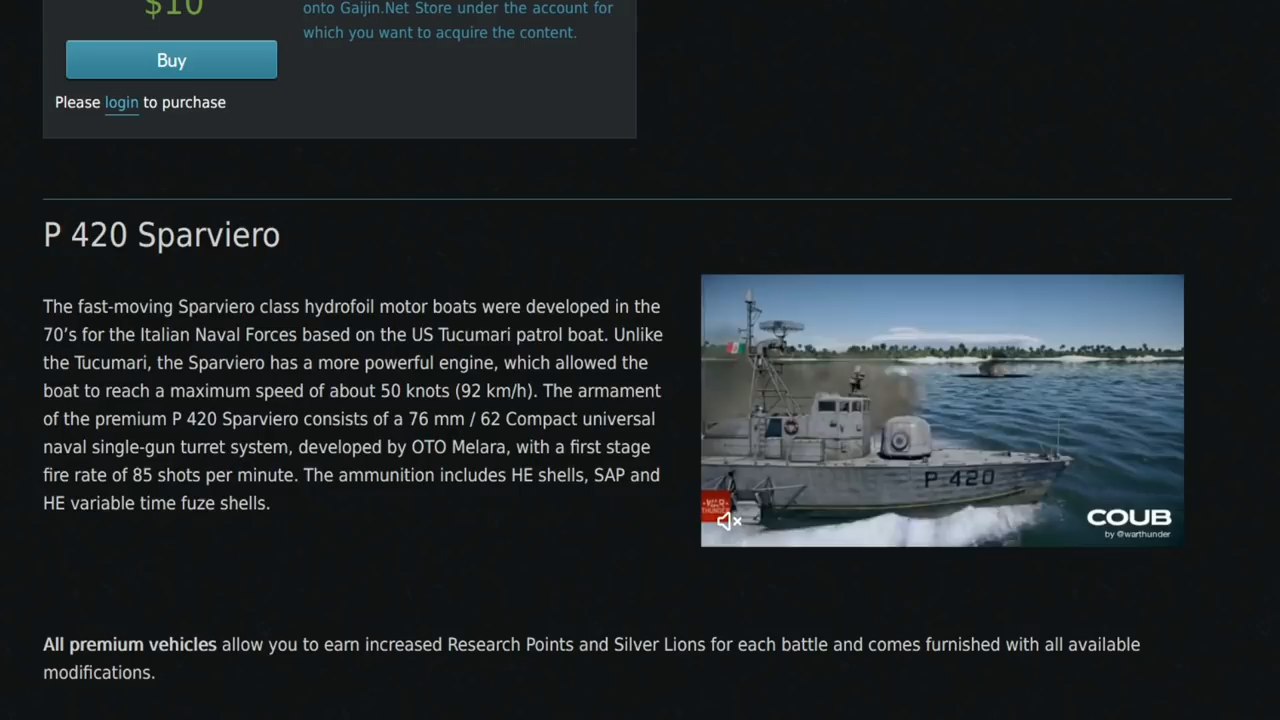 $10
onto Gaijin.Net Store under the account for
which you want to acquire the content.
Buy
Please login to purchase
P 420 Sparviero
The fast-moving Sparviero class hydrofoil motor boats were developed in the
70’s for the Italian Naval Forces based on the US Tucumari patrol boat. Unlike
the Tucumari, the Sparviero has a more powerful engine, which allowed the
boat to reach a maximum speed of about 50 knots (92 km/h). The armament
of the premium P 420 Sparviero consists of a 76 mm / 62 Compact universal
naval single-gun turret system, developed by OTO Melara, with a first stage
fire rate of 85 shots per minute. The ammunition includes HE shells, SAP and
HE variable time fuze shells.
P 420
WAR
THUNDER
COUB
by @warthunder
All premium vehicles allow you to earn increased Research Points and Silver Lions for each battle and comes furnished with all available
modifications.